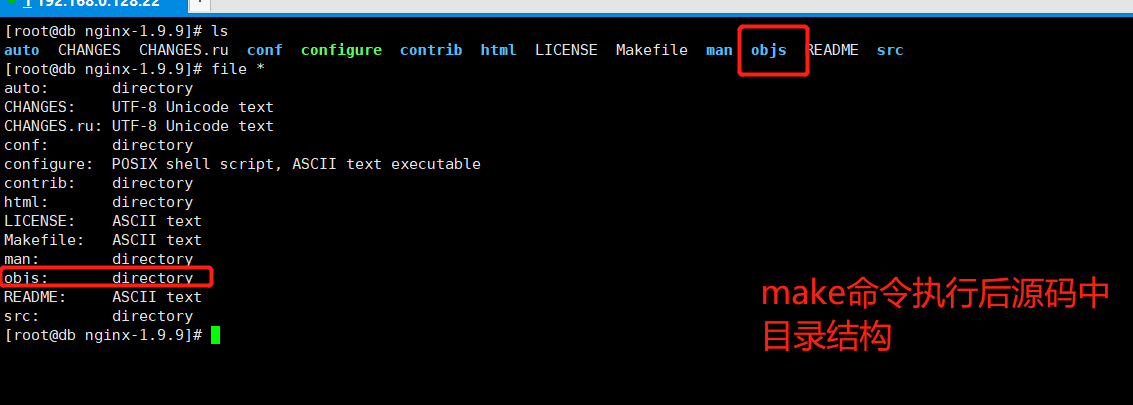 1 192.168.0.128.22
[root@db nginx-1.9.9]# ls
auto CHANGES CHANGES.ru conf configure contrib html LICENSE Makefile man objs README src
[root@db nginx-1.9.9]# file *
auto: directory
CHANGES: UTF-8 Unicode text
CHANGES.ru: UTF-8 Unicode text
conf: directory
configure: POSIX shell script, ASCII text executable
contrib: directory
html: directory
LICENSE: ASCII text
Makefile: ASCII text
man: directory
objs: directory
README: ASCII text
src: directory
[root@db nginx-1.9.9]#
make命令执行后源码中
目录结构